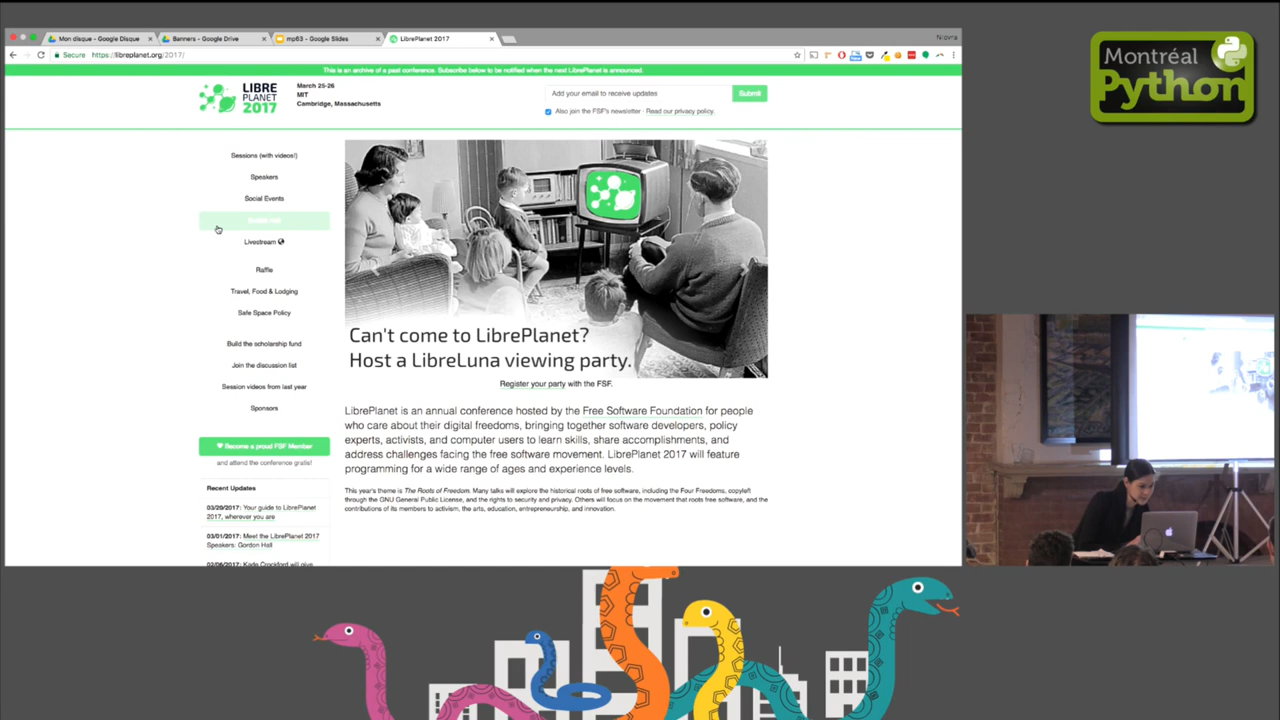 Mon disque - Google Disque
Banners - Google Drive
mp63 - Google Slides
LibrePlanet 2017
Secure
https://libreplanet.org/2017/
This is an archive of a past conference. Subscribe below to be notified when the next LibrePlanet is announced.
LIBRE
PLANET
2017
March 25-26
MIT
Cambridge, Massachusetts
Add your email to receive updates
Submit
Also join the FSF's newsletter - Read our privacy policy.
Sessions (with videos!)
Speakers
Social Events
Livestream
Raffle
Travel, Food & Lodging
Safe Space Policy
Build the scholarship fund
Join the discussion list
Session videos from last year
Sponsors
Become a proud FSF Member
and attend the conference gratis!
Recent Updates
03/20/2017: Your guide to LibrePlanet
2017, wherever you are
03/01/2017: Meet the LibrePlanet 2017
Speakers: Gordon Hall
Kade Crockford will give
Can't come to LibrePlanet?
Host a LibreLuna viewing party.
Register your party with the FSF.
LibrePlanet is an annual conference hosted by the Free Software Foundation for people
who care about their digital freedoms, bringing together software developers, policy
experts, activists, and computer users to learn skills, share accomplishments, and
address challenges facing the free software movement. LibrePlanet 2017 will feature
programming for a wide range of ages and experience levels.
This year's theme is The Roots of Freedom. Many talks will explore the historical roots of free software, including the Four Freedoms, copyleft
through the GNU General Public License, and the rights to security and privacy. Others will focus on the movement that roots free software, and the
contributions of its members to activism, the arts, education, entrepreneurship, and innovation.
Montréal
Python